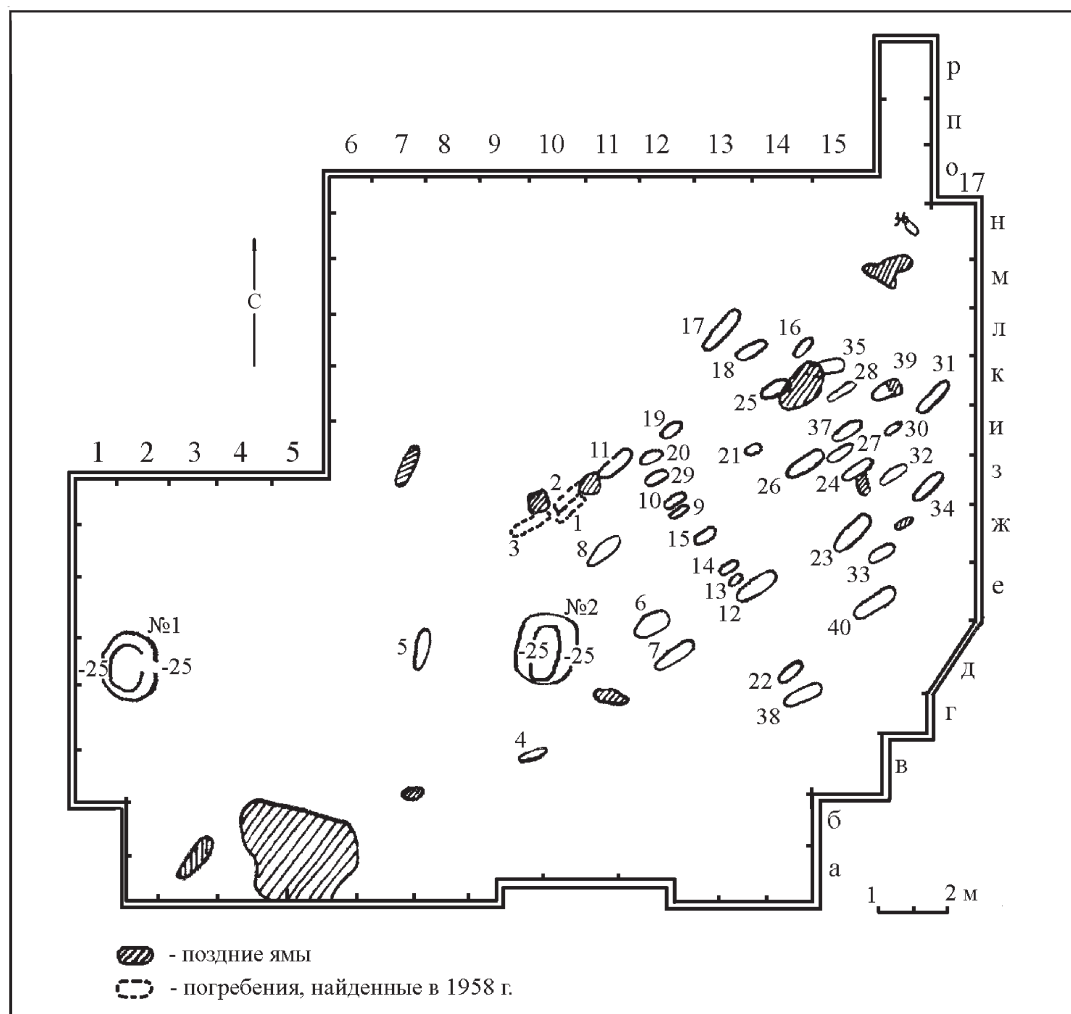 р
п
о
6 7 8 9 10 11 12 13 14 15
17
н
С
м
л
17 16
18 35
к
25 28 39 31
19 37 30
и
1 2 3 4 5
11 20 21 27
2 29 26 24 32
з
10 9 34
1
3 15 23
ж
8 14 33
13
12
е
№1 №2 6 40
-25 -25 5 -25 -25 7
22
д
38
г
4
в
б
а
1 2 м
- поздние ямы
- погребения, найденные в 1958 г.